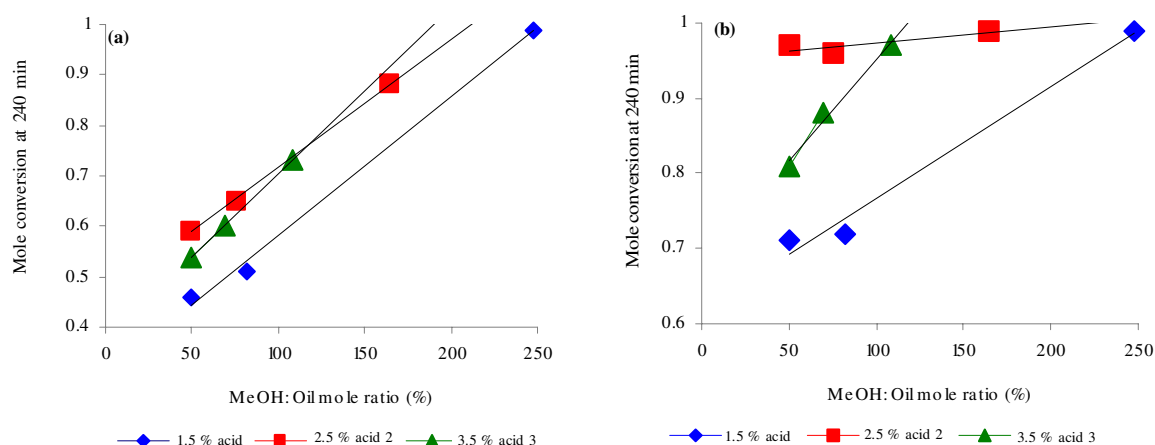 (a)
Mole conversion at 240 min
1
0.9
0.8
0.7
0.6
0.5
0.4
0 50 100 150 200 250
MeOH: Oil mole ratio (%)
1.5 % acid 2.5 % acid 2 3.5 % acid 3
(b)
Mole conversion at 240 min
1
0.9
0.8
0.7
0.6
0 50 100 150 200 250
MeOH: Oil mole ratio (%)
1.5 % acid 2.5 % acid 2 3.5 % acid 3